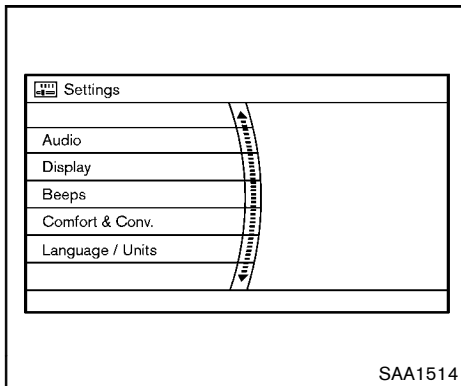 Settings
Audio
Display
Beeps
Comfort & Conv.
Language / Units
SAA1514